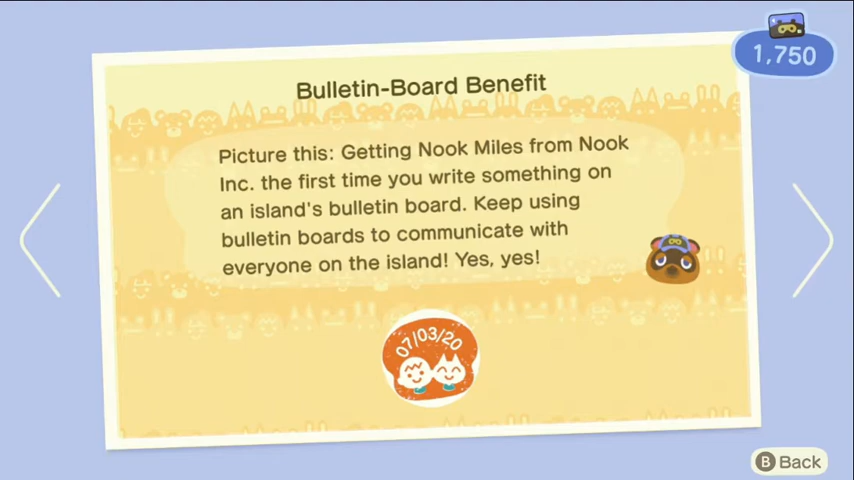 1,750
Bulletin-Board Benefit
Picture this: Getting Nook Miles from Nook
Inc. the first time you write something on
an island's bulletin board. Keep using
bulletin boards to communicate with
everyone on the island! Yes, yes!
07/03/20
B Back